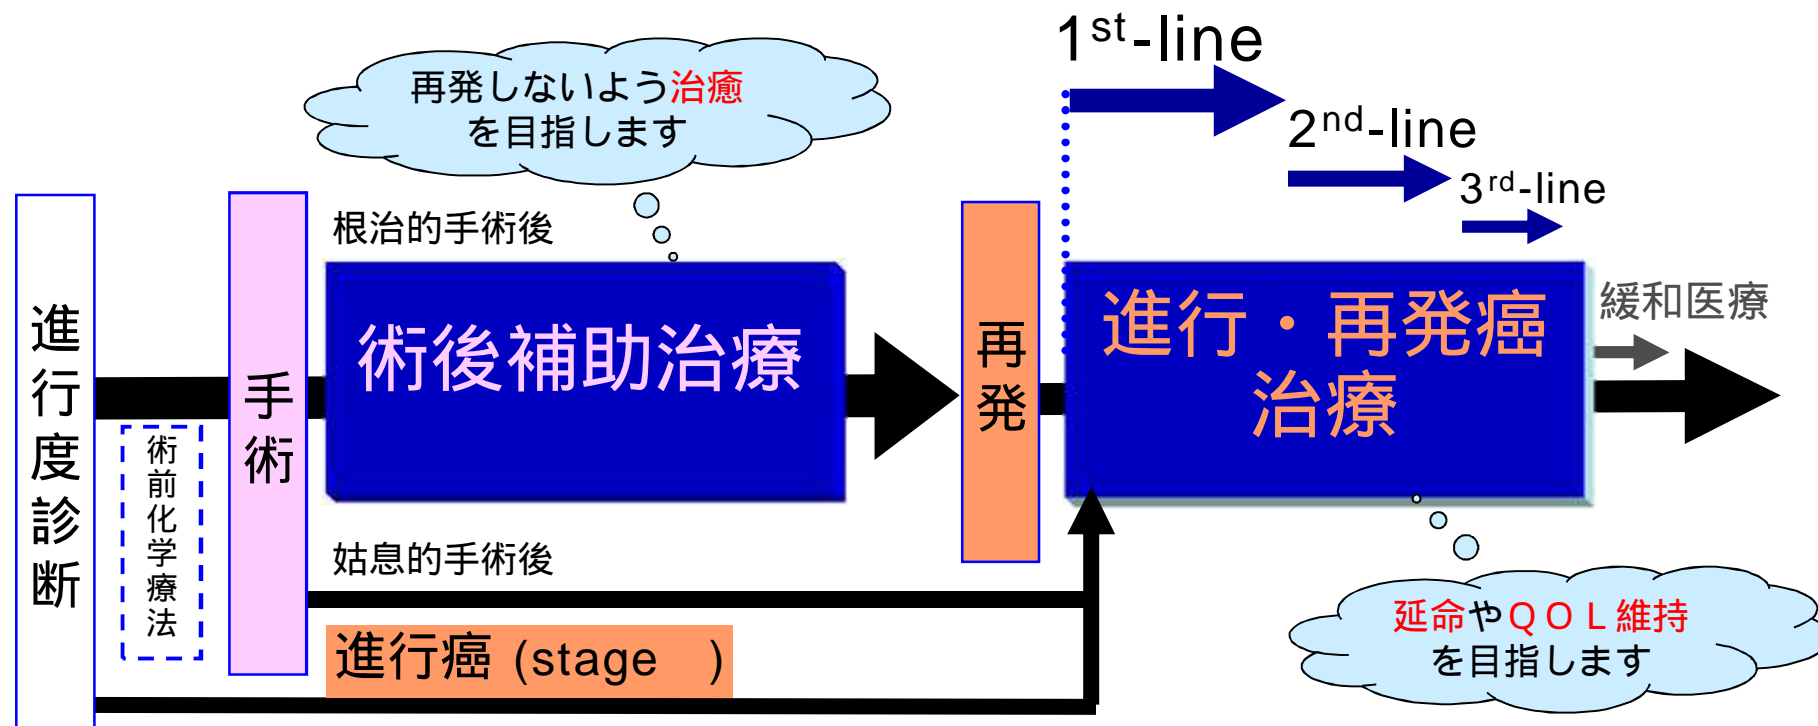 1st-line
再発しないよう治癒
を目指します
2nd-line
3rd-line
根治的手術後
緩和医療
進行度診断
手術
術後補助治療
再発
進行・再発癌
治療
術前化学療法
姑息的手術後
進行癌 (stage )
延命やQOL維持
を目指します